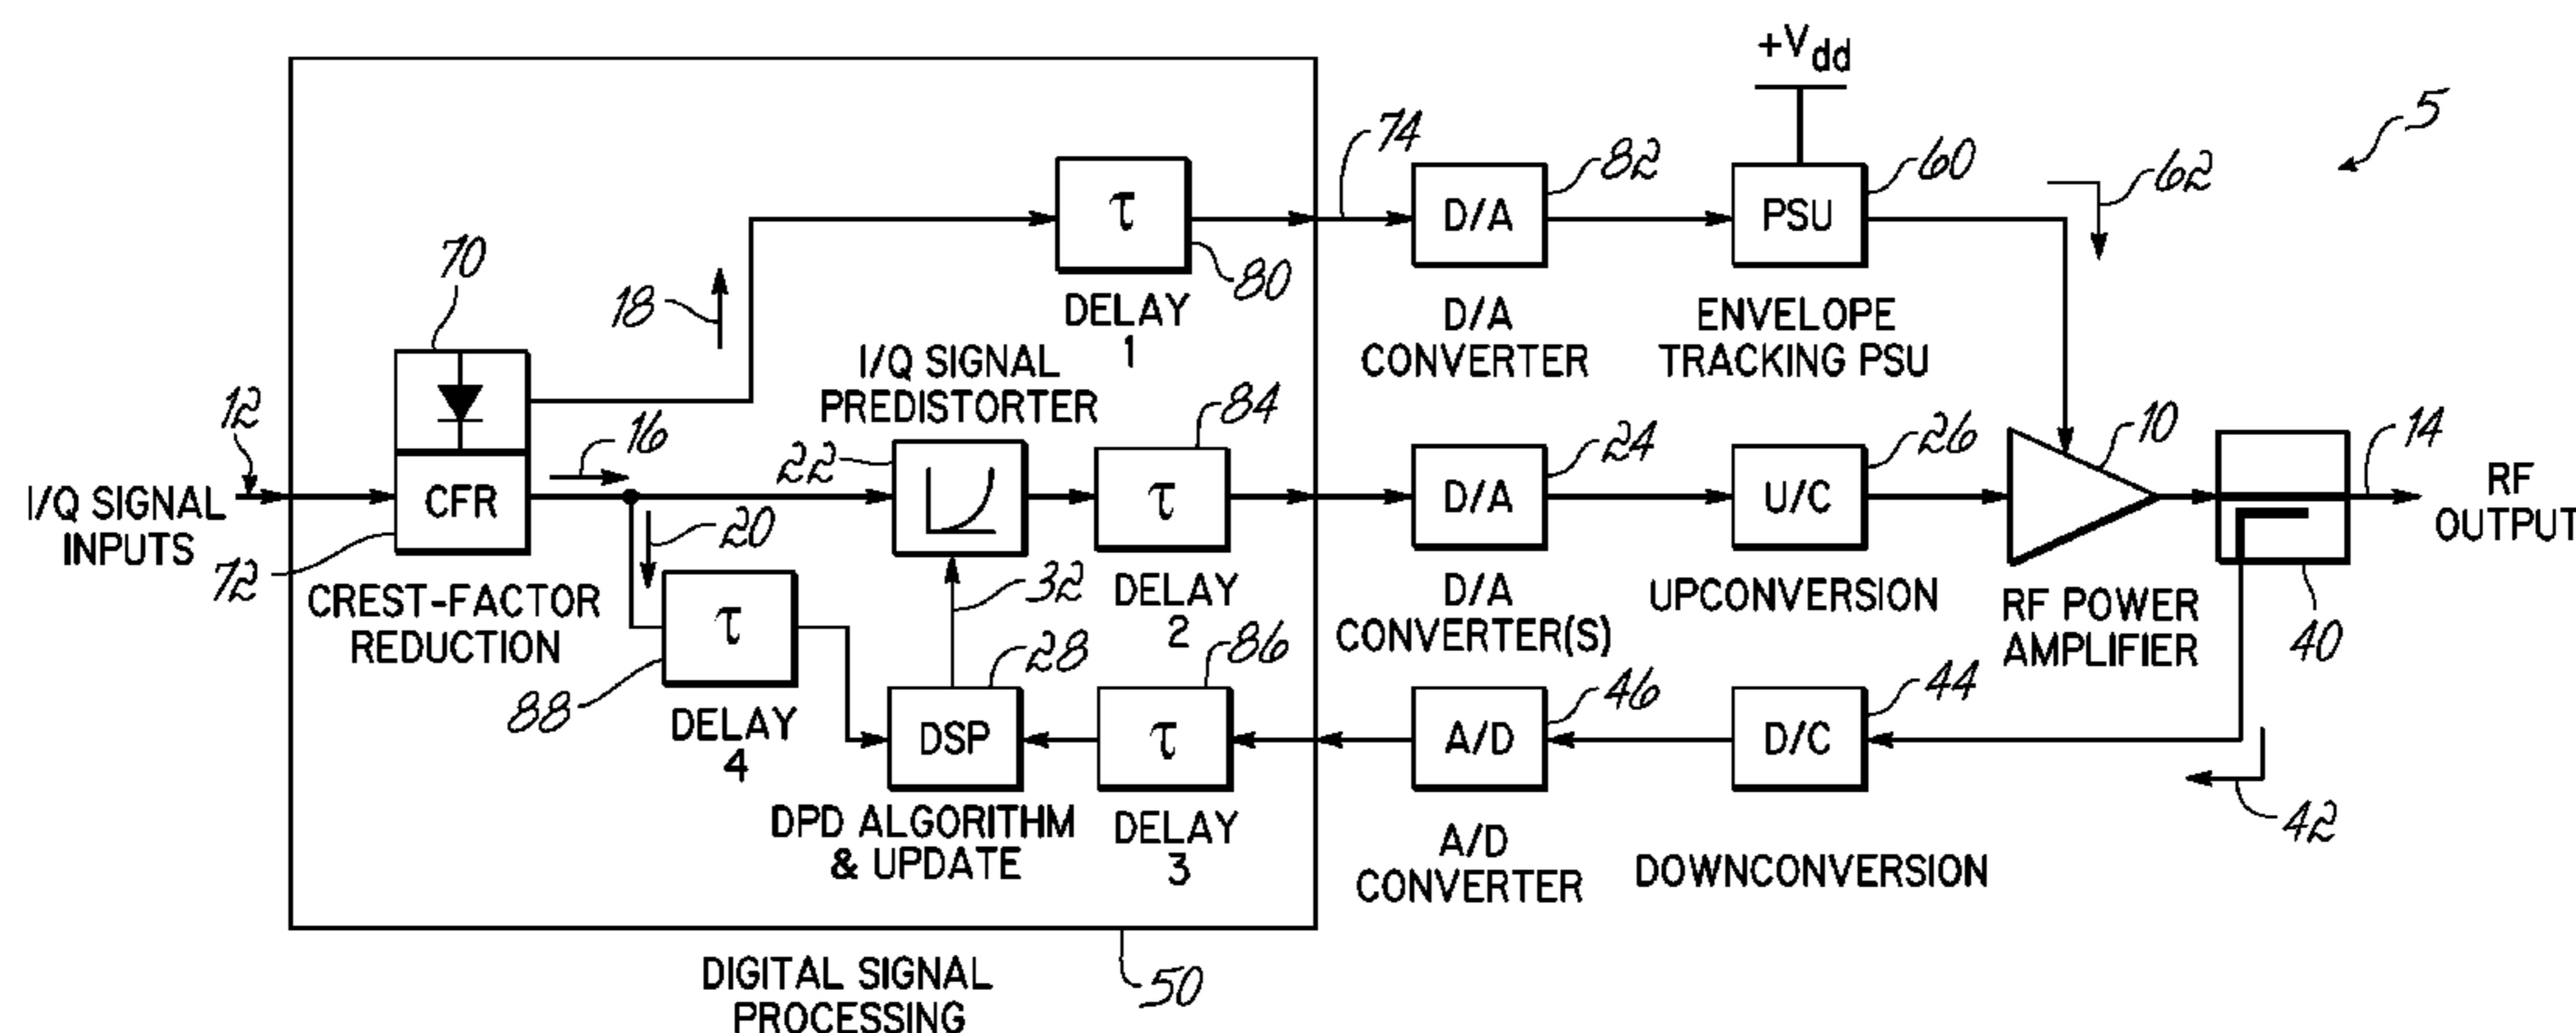 +Vdd
5
74
82
60
62
τ
D/A
PSU
80
70
18
DELAY
1
D/A
CONVERTER
ENVELOPE
TRACKING PSU
I/Q SIGNAL
PREDISTORTER
12
16
22
84
24
26
10
14
I/Q SIGNAL
INPUTS
CFR
τ
D/A
U/C
RF
OUTPUT
72
20
CREST-FACTOR
REDUCTION
32
DELAY
2
D/A
CONVERTER(S)
UPCONVERSION
RF POWER
AMPLIFIER
40
τ
88
DELAY
4
28
86
46
44
DSP
τ
A/D
D/C
42
DPD ALGORITHM
& UPDATE
DELAY
3
A/D
CONVERTER
DOWNCONVERSION
DIGITAL SIGNAL
PROCESSING
50